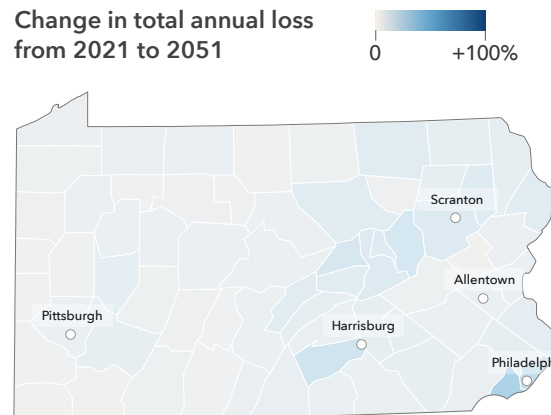 Change in total annual loss
from 2021 to 2051
0
+100%
Scranton
Allentown
Pittsburgh
Harrisburg
Philadelph